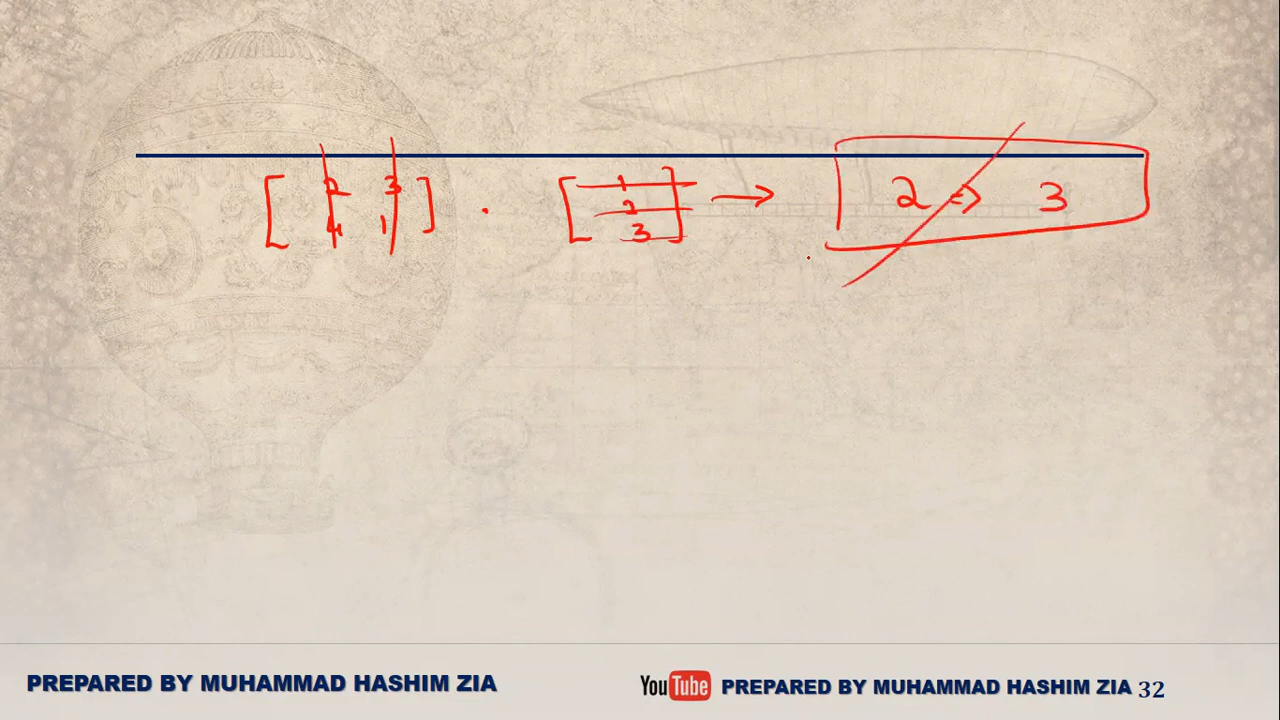 [ 2 3 ] . [ 1 ] → 2 => 3
[ 4 1 ] [ 2 ]
[ 3 ]
PREPARED BY MUHAMMAD HASHIM ZIA
YouTube PREPARED BY MUHAMMAD HASHIM ZIA 32